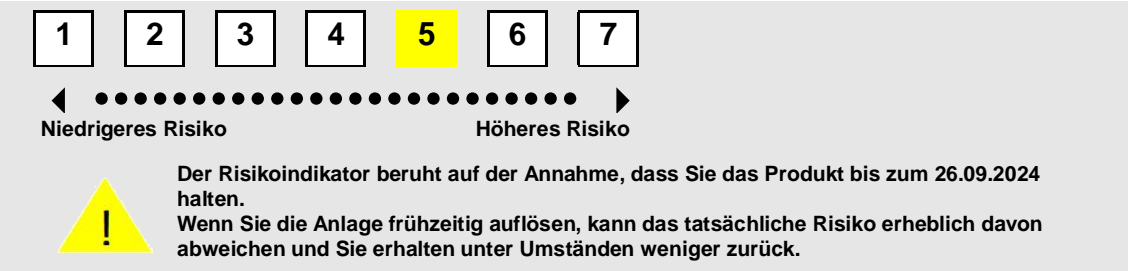 1 2 3 4 5 6 7
Niedrigeres Risiko Höheres Risiko
Der Risikoindikator beruht auf der Annahme, dass Sie das Produkt bis zum 26.09.2024
halten.
Wenn Sie die Anlage frühzeitig auflösen, kann das tatsächliche Risiko erheblich davon
abweichen und Sie erhalten unter Umständen weniger zurück.
!